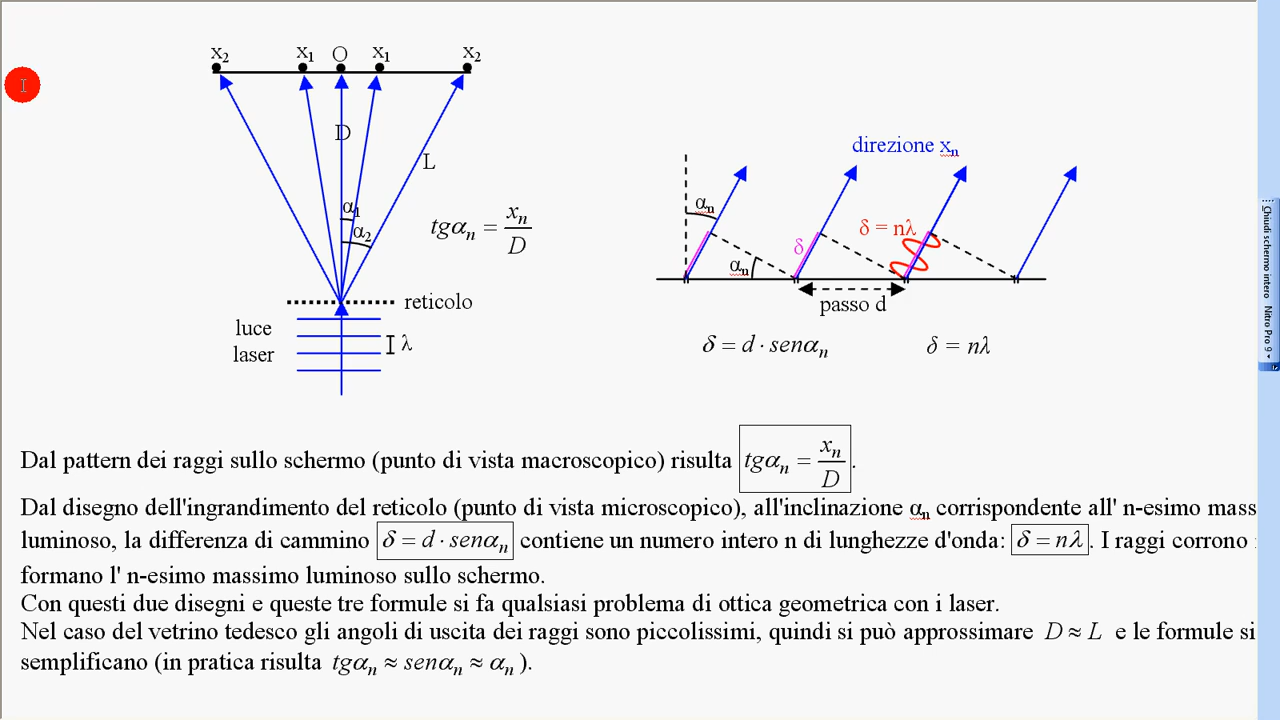 x₂ x₁ O x₁ x₂
D
L
α₁
α₂
tgαₙ = xₙ / D
reticolo
luce
laser
λ
direzione xₙ
αₙ
δ = nλ
δ
αₙ
passo d
δ = d · senαₙ
δ = nλ
Dal pattern dei raggi sullo schermo (punto di vista macroscopico) risulta tgαₙ = xₙ / D .
Dal disegno dell'ingrandimento del reticolo (punto di vista microscopico), all'inclinazione αₙ corrispondente all' n-esimo mass
luminoso, la differenza di cammino δ = d · senαₙ contiene un numero intero n di lunghezze d'onda: δ = nλ . I raggi corrono
formano l' n-esimo massimo luminoso sullo schermo.
Con questi due disegni e queste tre formule si fa qualsiasi problema di ottica geometrica con i laser.
Nel caso del vetrino tedesco gli angoli di uscita dei raggi sono piccolissimi, quindi si può approssimare D ≈ L e le formule si
semplificano (in pratica risulta tgαₙ ≈ senαₙ ≈ αₙ ).
Chiudi schermo intero Nitro Pro 9